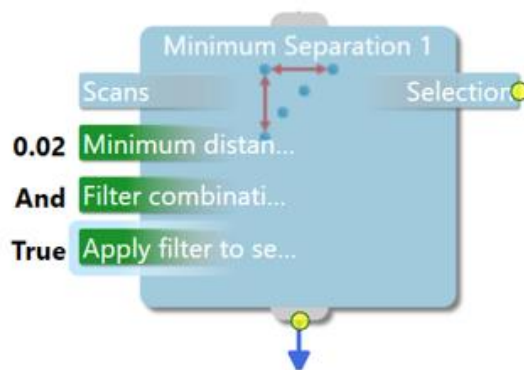 Minimum Separation 1
Scans
Selection
0.02 Minimum distan...
And Filter combinati...
True Apply filter to se...